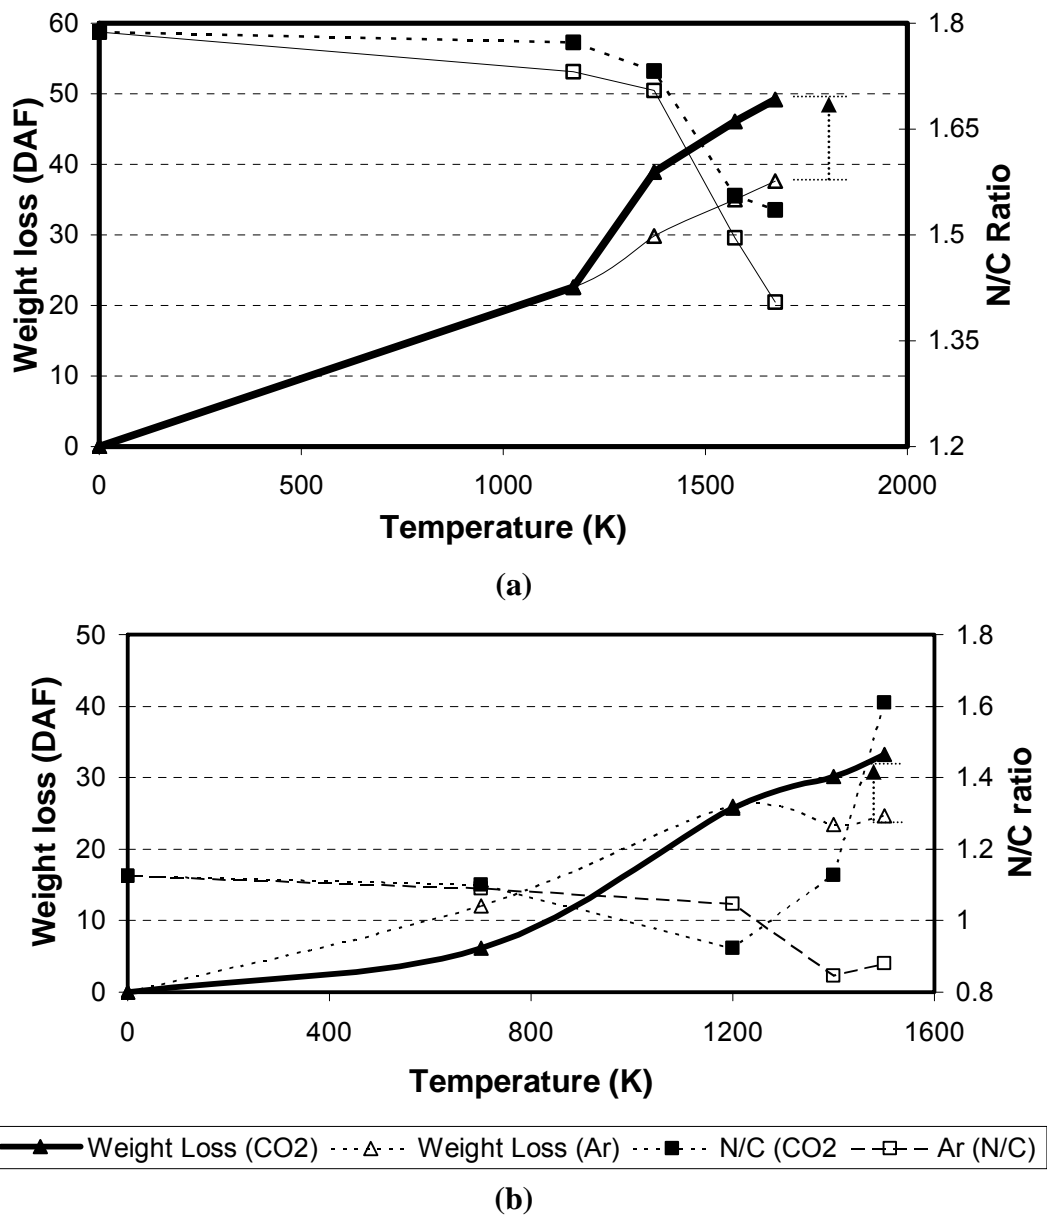 60
50
40
30
20
10
0
Weight loss (DAF)
1.8
1.65
1.5
1.35
1.2
N/C Ratio
0 500 1000 1500 2000
Temperature (K)
(a)
50
40
30
20
10
0
Weight loss (DAF)
1.8
1.6
1.4
1.2
1
0.8
N/C ratio
0 400 800 1200 1600
Temperature (K)
Weight Loss (CO2) Weight Loss (Ar) N/C (CO2 Ar (N/C)
(b)